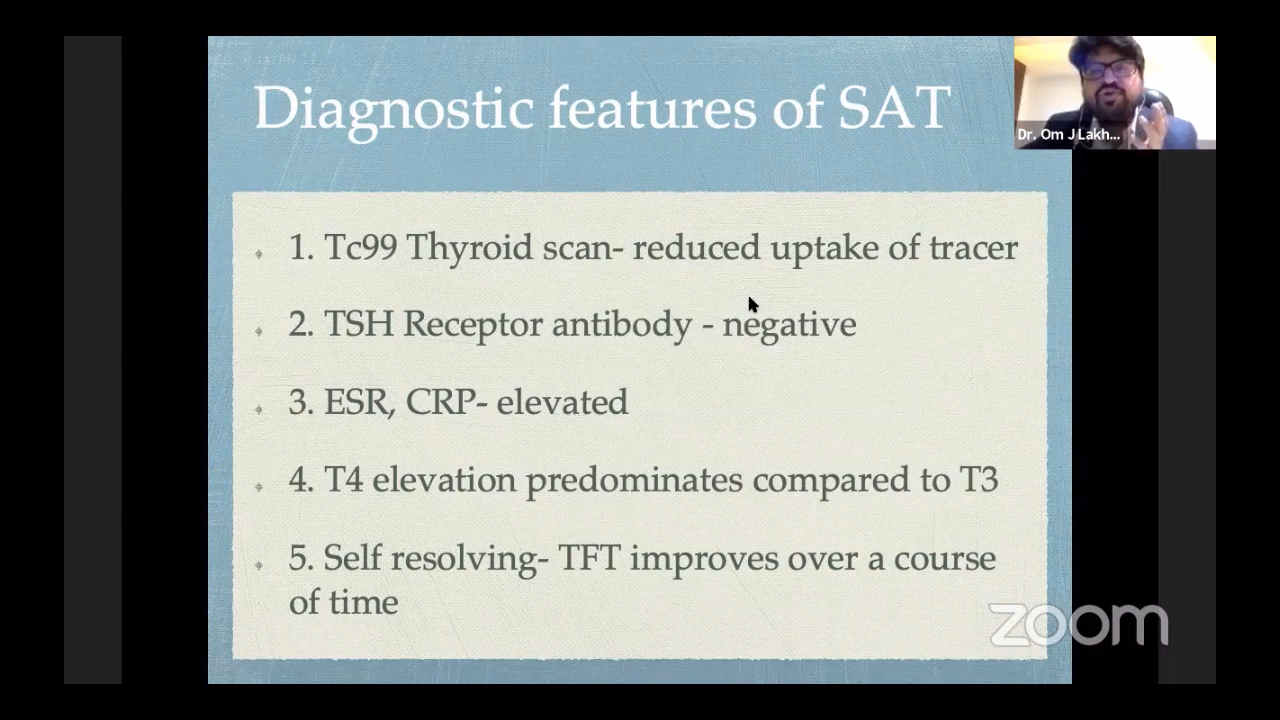 Diagnostic features of SAT
Dr. Om J Lakh...
1. Tc99 Thyroid scan- reduced uptake of tracer
2. TSH Receptor antibody - negative
3. ESR, CRP- elevated
4. T4 elevation predominates compared to T3
5. Self resolving- TFT improves over a course
of time
zoom